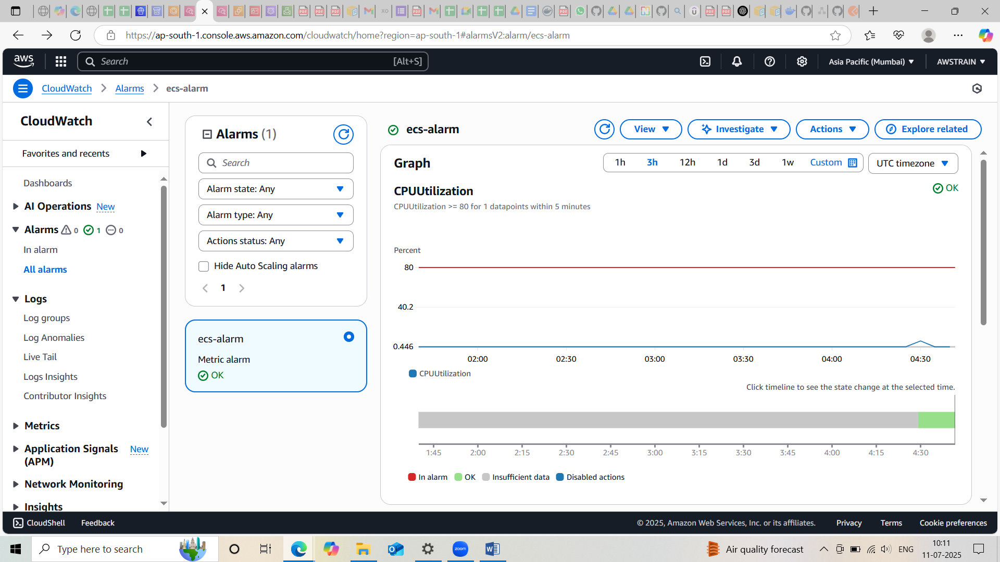 https://ap-south-1.console.aws.amazon.com/cloudwatch/home?region=ap-south-1#alarmsV2:alarm/ecs-alarm
aws
Search
[Alt+S]
Asia Pacific (Mumbai)
AWSTRAIN
CloudWatch
Alarms
ecs-alarm
CloudWatch
Favorites and recents
Dashboards
AI Operations New
Alarms 0 1 0
In alarm
All alarms
Logs
Log groups
Log Anomalies
Live Tail
Logs Insights
Contributor Insights
Metrics
Application Signals New
(APM)
Network Monitoring
Insights
Alarms (1)
Search
Alarm state: Any
Alarm type: Any
Actions status: Any
Hide Auto Scaling alarms
1
ecs-alarm
Metric alarm
OK
ecs-alarm
View
Investigate
Actions
Explore related
Graph
1h 3h 12h 1d 3d 1w Custom
UTC timezone
CPUUtilization
OK
CPUUtilization >= 80 for 1 datapoints within 5 minutes
Percent
80
40.2
0.446
02:00 02:30 03:00 03:30 04:00 04:30
CPUUtilization
Click timeline to see the state change at the selected time.
1:45 2:00 2:15 2:30 2:45 3:00 3:15 3:30 3:45 4:00 4:15 4:30
In alarm OK Insufficient data Disabled actions
CloudShell Feedback
© 2025, Amazon Web Services, Inc. or its affiliates. Privacy Terms Cookie preferences
Type here to search
zoom
Air quality forecast
ENG
10:11
11-07-2025